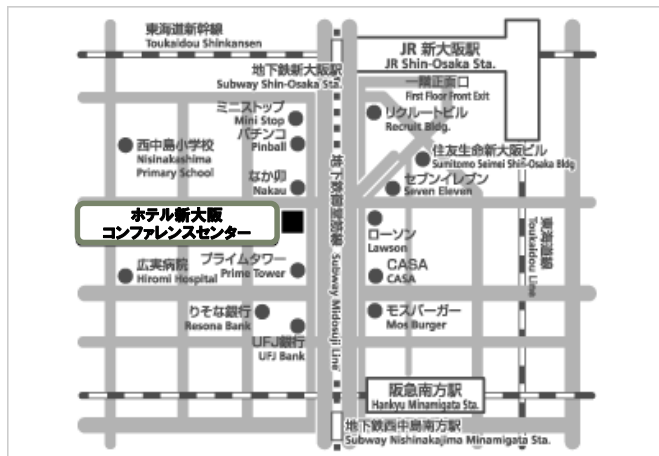 東海道新幹線
Toukaidou Shinkansen
JR 新大阪駅
JR Shin-Osaka Sta.
地下鉄新大阪駅
Subway Shin-Osaka Sta.
一階正面口
First Floor Front Exit
ミニストップ
Mini Stop
リクルートビル
Recruit Bldg.
パチンコ
Pinball
西中島小学校
Nisinakashima
Primary School
住友生命新大阪ビル
Sumitomo Seimei Shin-Osaka Bldg
なか卯
Nakau
セブンイレブン
Seven Eleven
地下鉄御堂筋線
Subway Midosuji Line
ホテル新大阪
コンファレンスセンター
ローソン
Lawson
東海道線
Toukaidou Line
広実病院
Hiromi Hospital
プライムタワー
Prime Tower
CASA
CASA
りそな銀行
Resona Bank
モスバーガー
Mos Burger
UFJ銀行
UFJ Bank
阪急南方駅
Hankyu Minamigata Sta.
地下鉄西中島南方駅
Subway Nishinakajima Minamigata Sta.